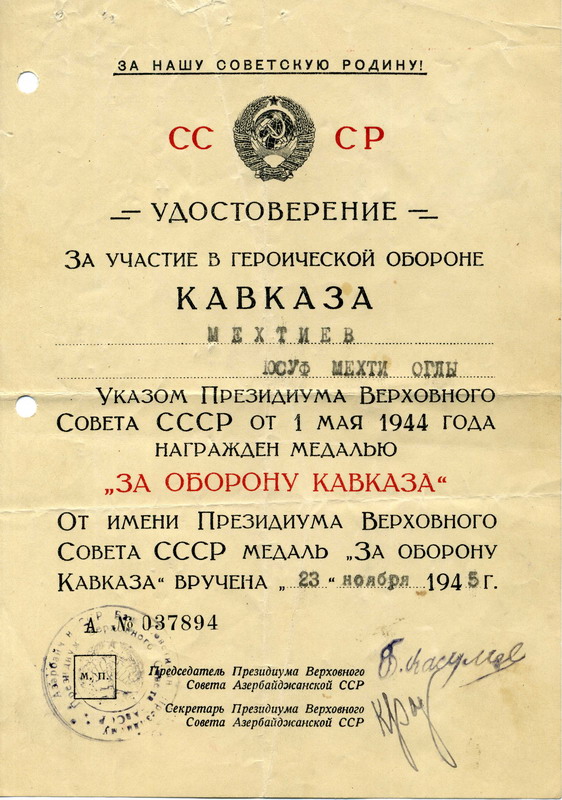 ЗА НАШУ СОВЕТСКУЮ РОДИНУ!
СС СР
УДОСТОВЕРЕНИЕ
ЗА УЧАСТИЕ В ГЕРОИЧЕСКОЙ ОБОРОНЕ
КАВКАЗА
МЕХТИЕВ
ЮСУФ МЕХТИ ОГЛЫ
УКАЗОМ ПРЕЗИДИУМА ВЕРХОВНОГО
СОВЕТА СССР ОТ 1 МАЯ 1944 ГОДА
НАГРАЖДЕН МЕДАЛЬЮ
„ЗА ОБОРОНУ КАВКАЗА“
ОТ ИМЕНИ ПРЕЗИДИУМА ВЕРХОВНОГО
СОВЕТА СССР МЕДАЛЬ „ЗА ОБОРОНУ
КАВКАЗА“ ВРУЧЕНА „23“ ноября 1945 г.
А № 037894
М. П.
Председатель Президиума Верховного
Совета Азербайджанской ССР
Секретарь Президиума Верховного
Совета Азербайджанской ССР